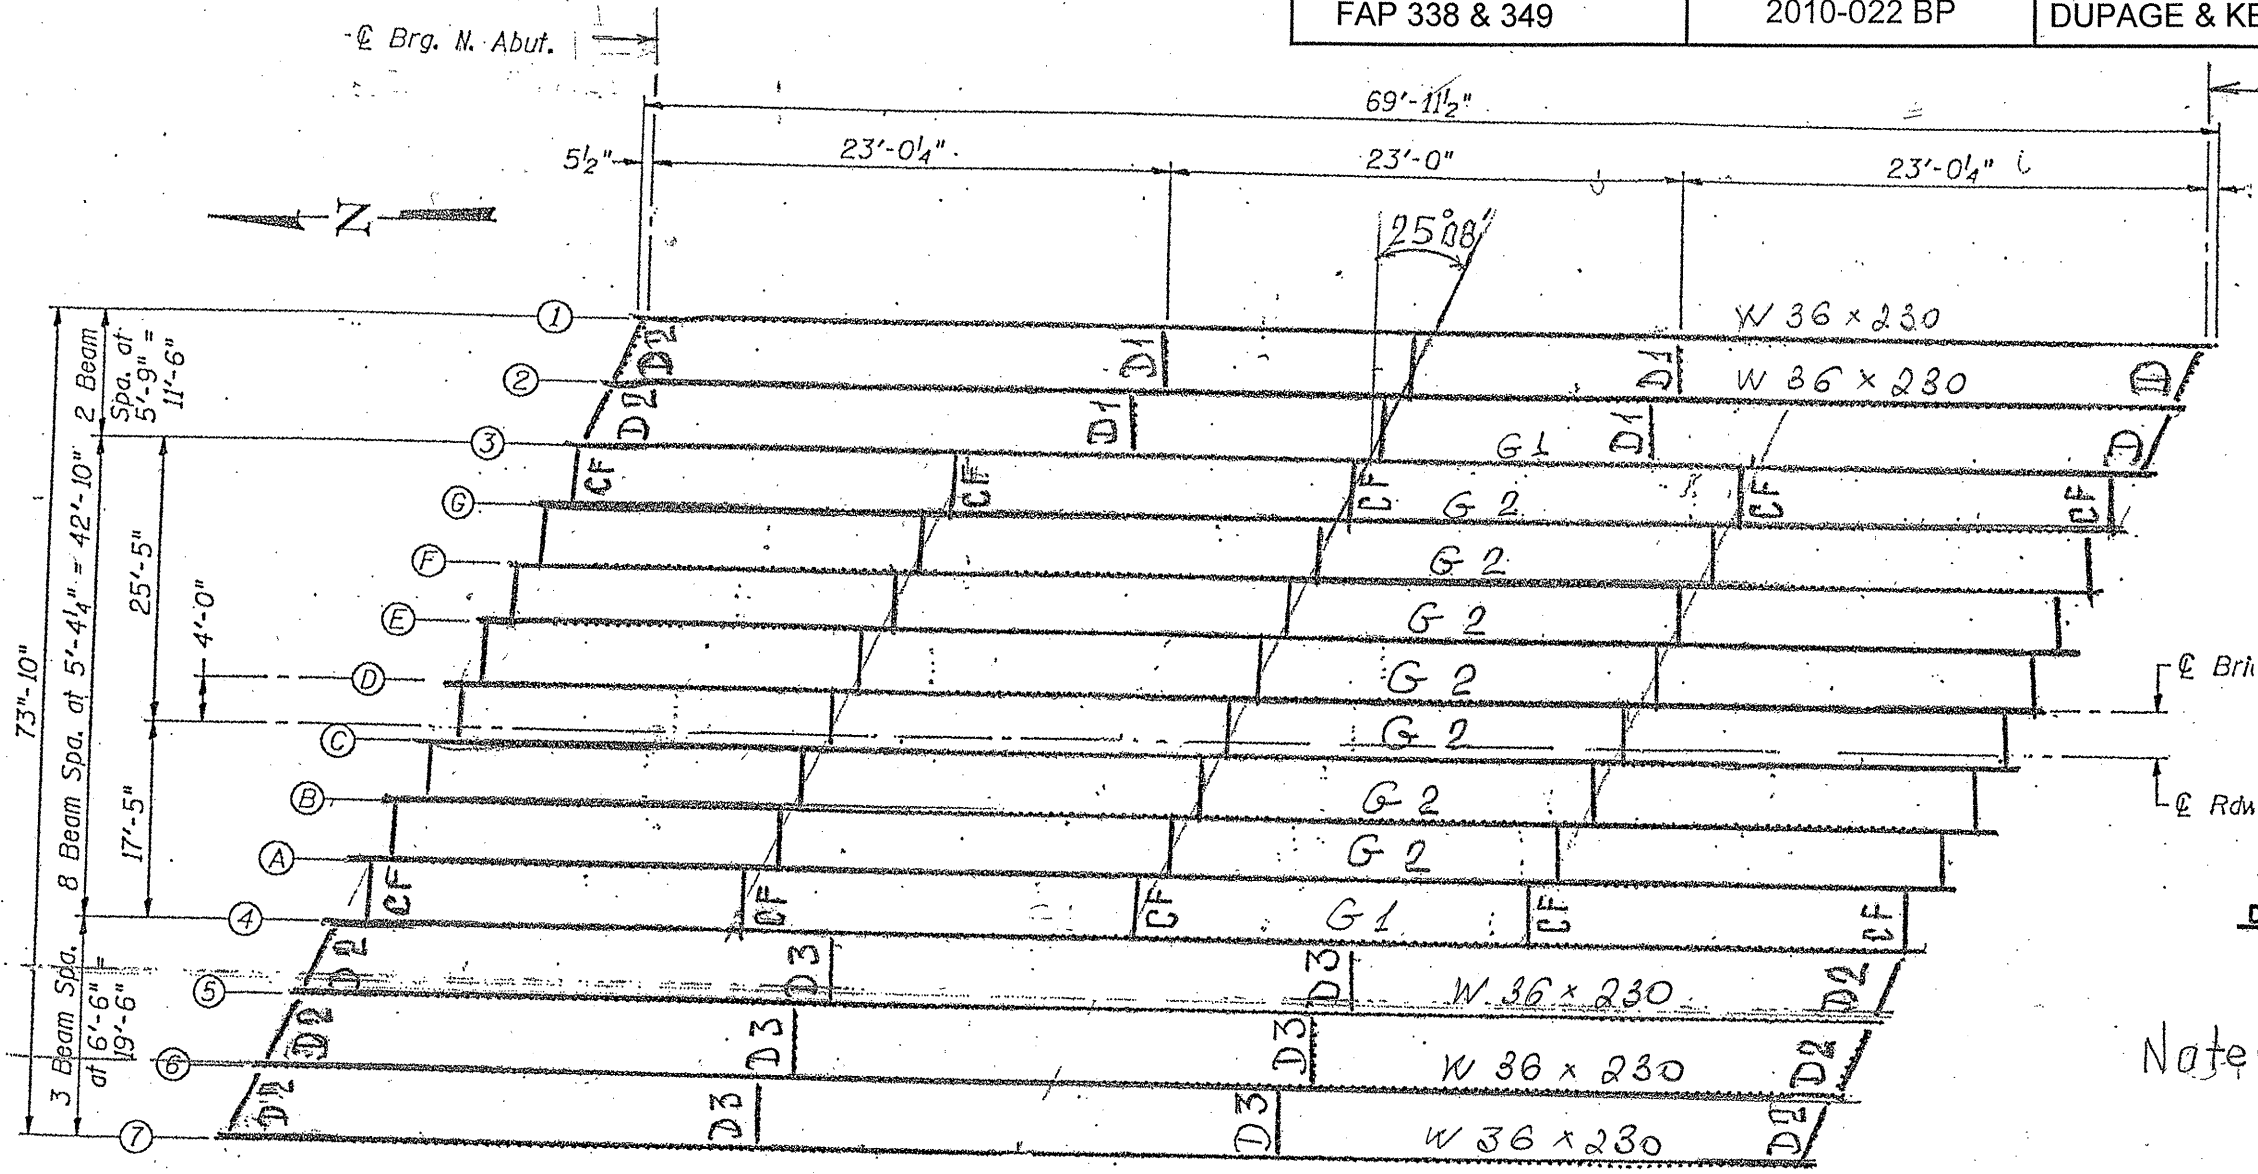 FAP 338 & 349
2010-022 BP
DUPAGE & KE
℄ Brg. N. Abut.
69'-11½"
5½"
23'-0¼"
23'-0"
23'-0¼"
N
25°08'
2 Beam
Spa. at
5'-9" =
11'-6"
8 Beam Spa. at 5'-4¼" = 42'-10"
3 Beam Spa.
at 6'-6" =
19'-6"
73"-10"
25'-5"
4'-0"
17'-5"
1
W 36 x 230
D2
D1
D1
D
2
W 36 x 230
D2
D1
D1
D
3
G1
CF
CF
CF
CF
CF
G
G 2
F
G 2
E
G 2
D
G 2
℄ Bri
C
G 2
℄ Rdw
B
G 2
A
G 2
CF
CF
CF
CF
CF
4
G1
D2
D3
D3
D2
5
W 36 x 230
D2
D3
D3
D2
6
W 36 x 230
D2
D3
D3
D2
7
W 36 x 230
Note